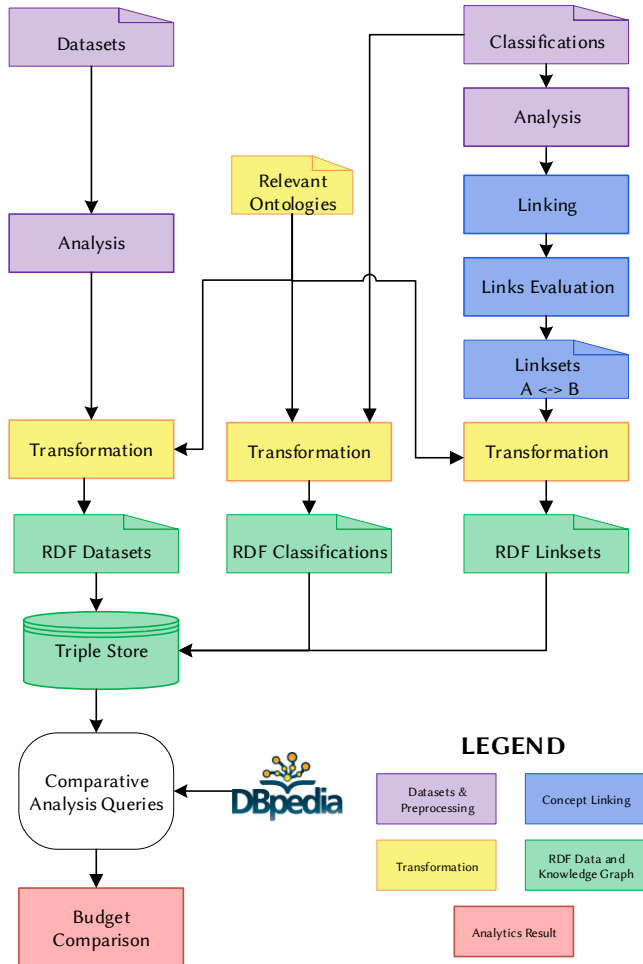 Datasets
Classifications
Analysis
Relevant
Ontologies
Linking
Analysis
Links Evaluation
Linksets
A <-> B
Transformation
Transformation
Transformation
RDF Datasets
RDF Classifications
RDF Linksets
Triple Store
Comparative
Analysis Queries
DBpedia
Budget
Comparison
LEGEND
Datasets &
Preprocessing
Concept Linking
Transformation
RDF Data and
Knowledge Graph
Analytics Result